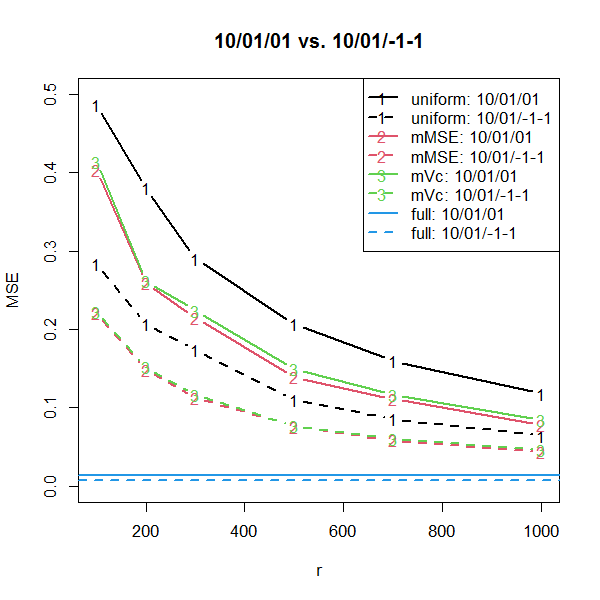 10/01/01 vs. 10/01/-1-1
uniform: 10/01/01
uniform: 10/01/-1-1
mMSE: 10/01/01
mMSE: 10/01/-1-1
mVc: 10/01/01
mVc: 10/01/-1-1
full: 10/01/01
full: 10/01/-1-1
MSE
0.5
0.4
0.3
0.2
0.1
0.0
200 400 600 800 1000
r